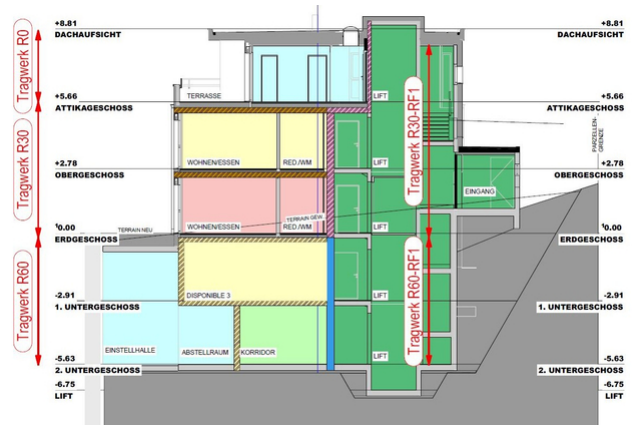 +8.81
DACHAUFSICHT
+8.81
DACHAUFSICHT
Tragwerk R0
TERRASSE
LIFT
+5.66
ATTIKAGESCHOSS
+5.66
ATTIKAGESCHOSS
Tragwerk R30
Tragwerk R30-RF1
PARZELLEN-
GRENZE
WOHNEN/ESSEN
RED./WM
LIFT
+2.78
OBERGESCHOSS
+2.78
OBERGESCHOSS
EINGANG
WOHNEN/ESSEN
RED./WM
LIFT
TERRAIN GEW.
TERRAIN NEU
0.00
ERDGESCHOSS
0.00
ERDGESCHOSS
Tragwerk R60
Tragwerk R60-RF1
DISPONIBLE 3
LIFT
-2.91
1. UNTERGESCHOSS
-2.91
1. UNTERGESCHOSS
EINSTELLHALLE
ABSTELLRAUM
KORRIDOR
LIFT
-5.63
2. UNTERGESCHOSS
-5.63
2. UNTERGESCHOSS
-6.75
LIFT
-6.75
LIFT